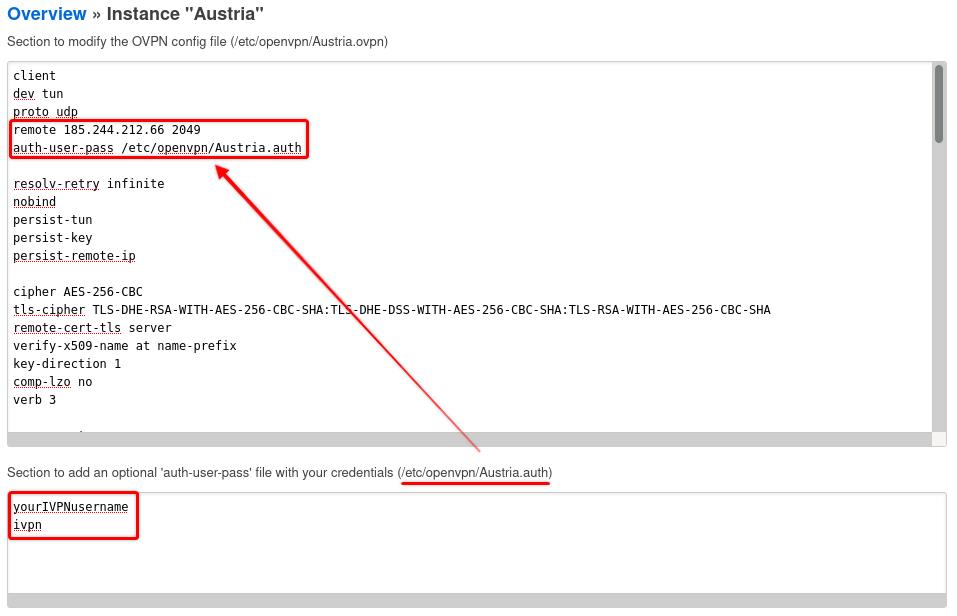 Overview » Instance "Austria"
Section to modify the OVPN config file (/etc/openvpn/Austria.ovpn)
client
dev tun
proto udp
remote 185.244.212.66 2049
auth-user-pass /etc/openvpn/Austria.auth
resolv-retry infinite
nobind
persist-tun
persist-key
persist-remote-ip
cipher AES-256-CBC
tls-cipher TLS-DHE-RSA-WITH-AES-256-CBC-SHA:TLS-DHE-DSS-WITH-AES-256-CBC-SHA:TLS-RSA-WITH-AES-256-CBC-SHA
remote-cert-tls server
verify-x509-name at name-prefix
key-direction 1
comp-lzo no
verb 3
Section to add an optional 'auth-user-pass' file with your credentials (/etc/openvpn/Austria.auth)
yourIVPNusername
ivpn